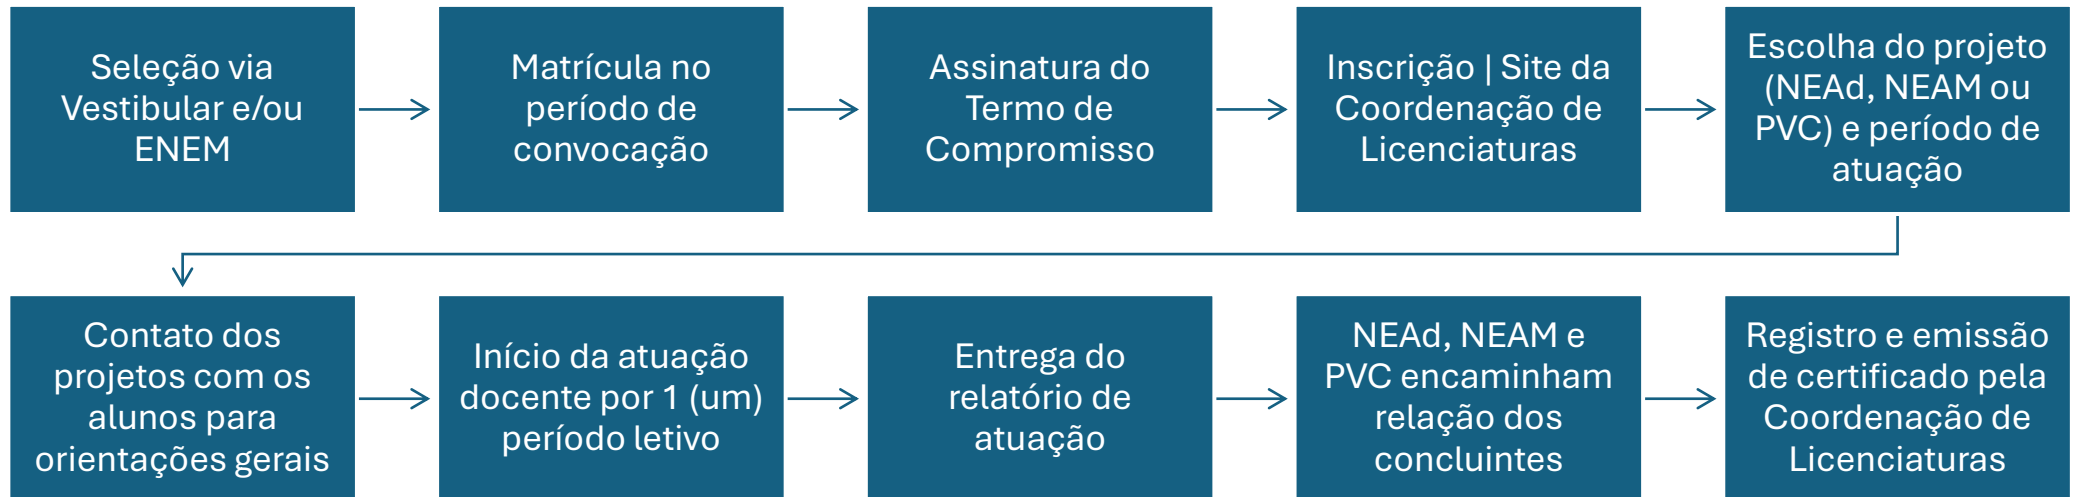 Seleção via
Vestibular e/ou
ENEM
Matrícula no
período de
convocação
Assinatura do
Termo de
Compromisso
Inscrição | Site da
Coordenação de
Licenciaturas
Escolha do projeto
(NEAd, NEAM ou
PVC) e período de
atuação
Contato dos
projetos com os
alunos para
orientações gerais
Início da atuação
docente por 1 (um)
período letivo
Entrega do
relatório de
atuação
NEAd, NEAM e
PVC encaminham
relação dos
concluintes
Registro e emissão
de certificado pela
Coordenação de
Licenciaturas